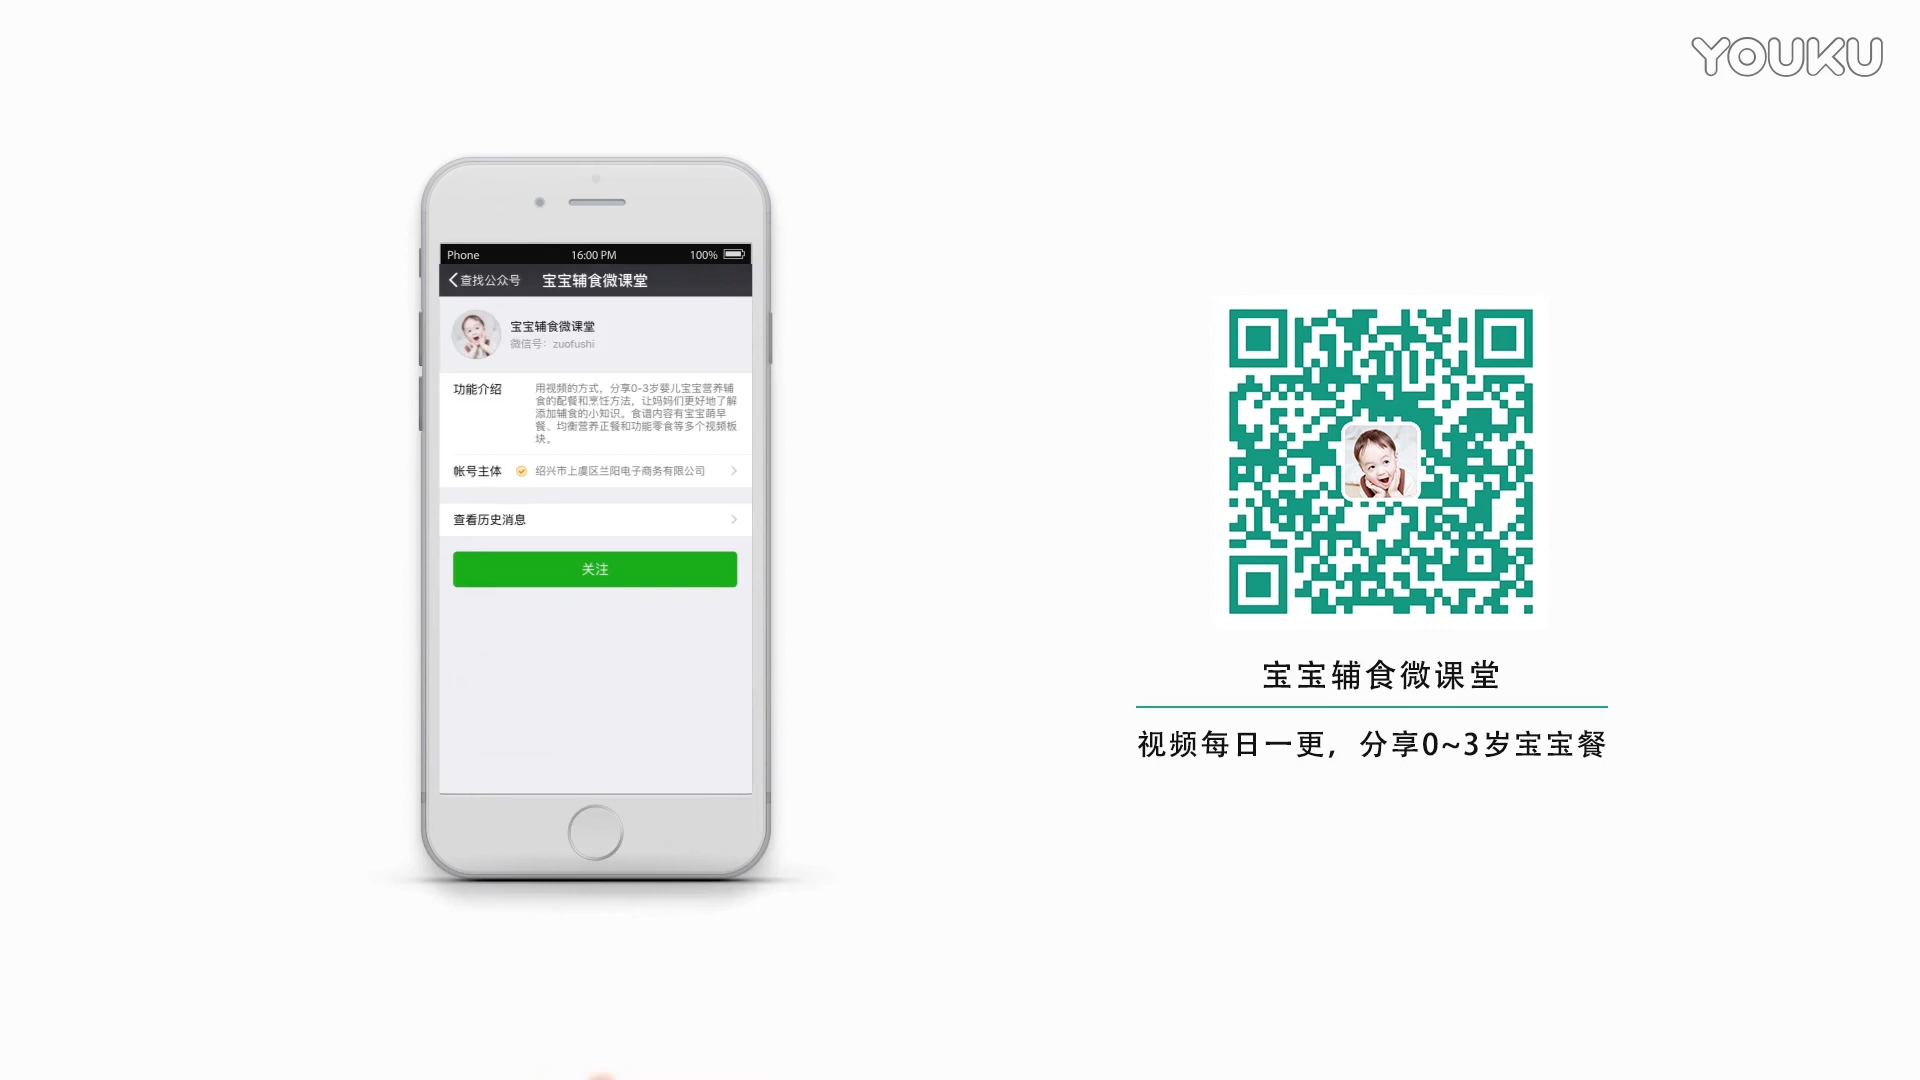 YOUKU
Phone 16:00 PM 100%
查找公众号 宝宝辅食微课堂
宝宝辅食微课堂
微信号：zuofushi
功能介绍
用视频的方式，分享0-3岁婴儿宝宝营养辅
食的配餐和烹饪方法，让妈妈们更好地了解
添加辅食的小知识。食谱内容有宝宝萌早
餐、均衡营养正餐和功能零食等多个视频板
块。
帐号主体 绍兴市上虞区兰阳电子商务有限公司
查看历史消息
关注
宝宝辅食微课堂
视频每日一更，分享0~3岁宝宝餐